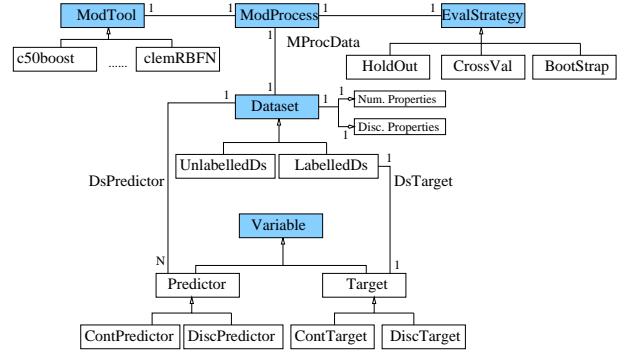 ModTool 1 1 ModProcess 1 1 EvalStrategy
1 MProcData
c50boost ...... clemRBFN
HoldOut CrossVal BootStrap
1
1 Dataset 1 1 Num. Properties
1 Disc. Properties
UnlabelledDs LabelledDs 1
DsPredictor DsTarget
Variable
N 1
Predictor Target
ContPredictor DiscPredictor ContTarget DiscTarget